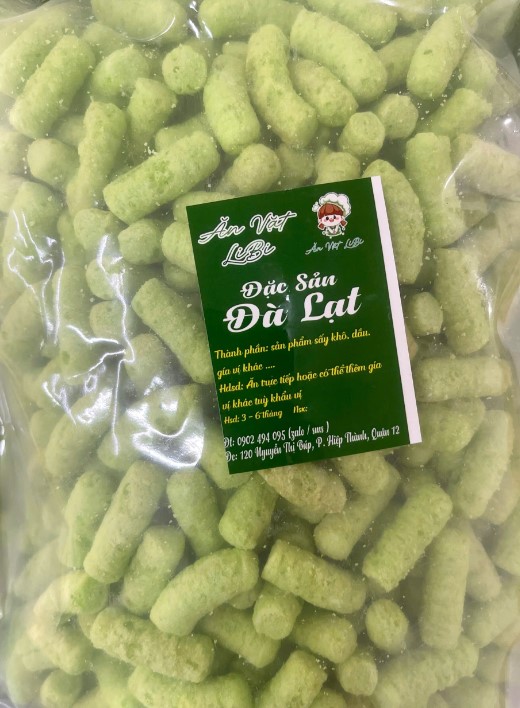 Ăn Vặt
LiBi
Ăn Vặt LiBi
Đặc Sản
Đà Lạt
Thành phần: sản phẩm sấy khô, dầu,
gía vị khác ....
Hdsd: Ăn trực tiếp hoặc có thể thêm gia
vị khác tuỳ khẩu vị
Hsd: 3 - 6 tháng Nsx:
Đt: 0902 494 095 (zalo / sms )
Đc: 120 Nguyễn Thị Búp, P. Hiệp Thành, Quận 12